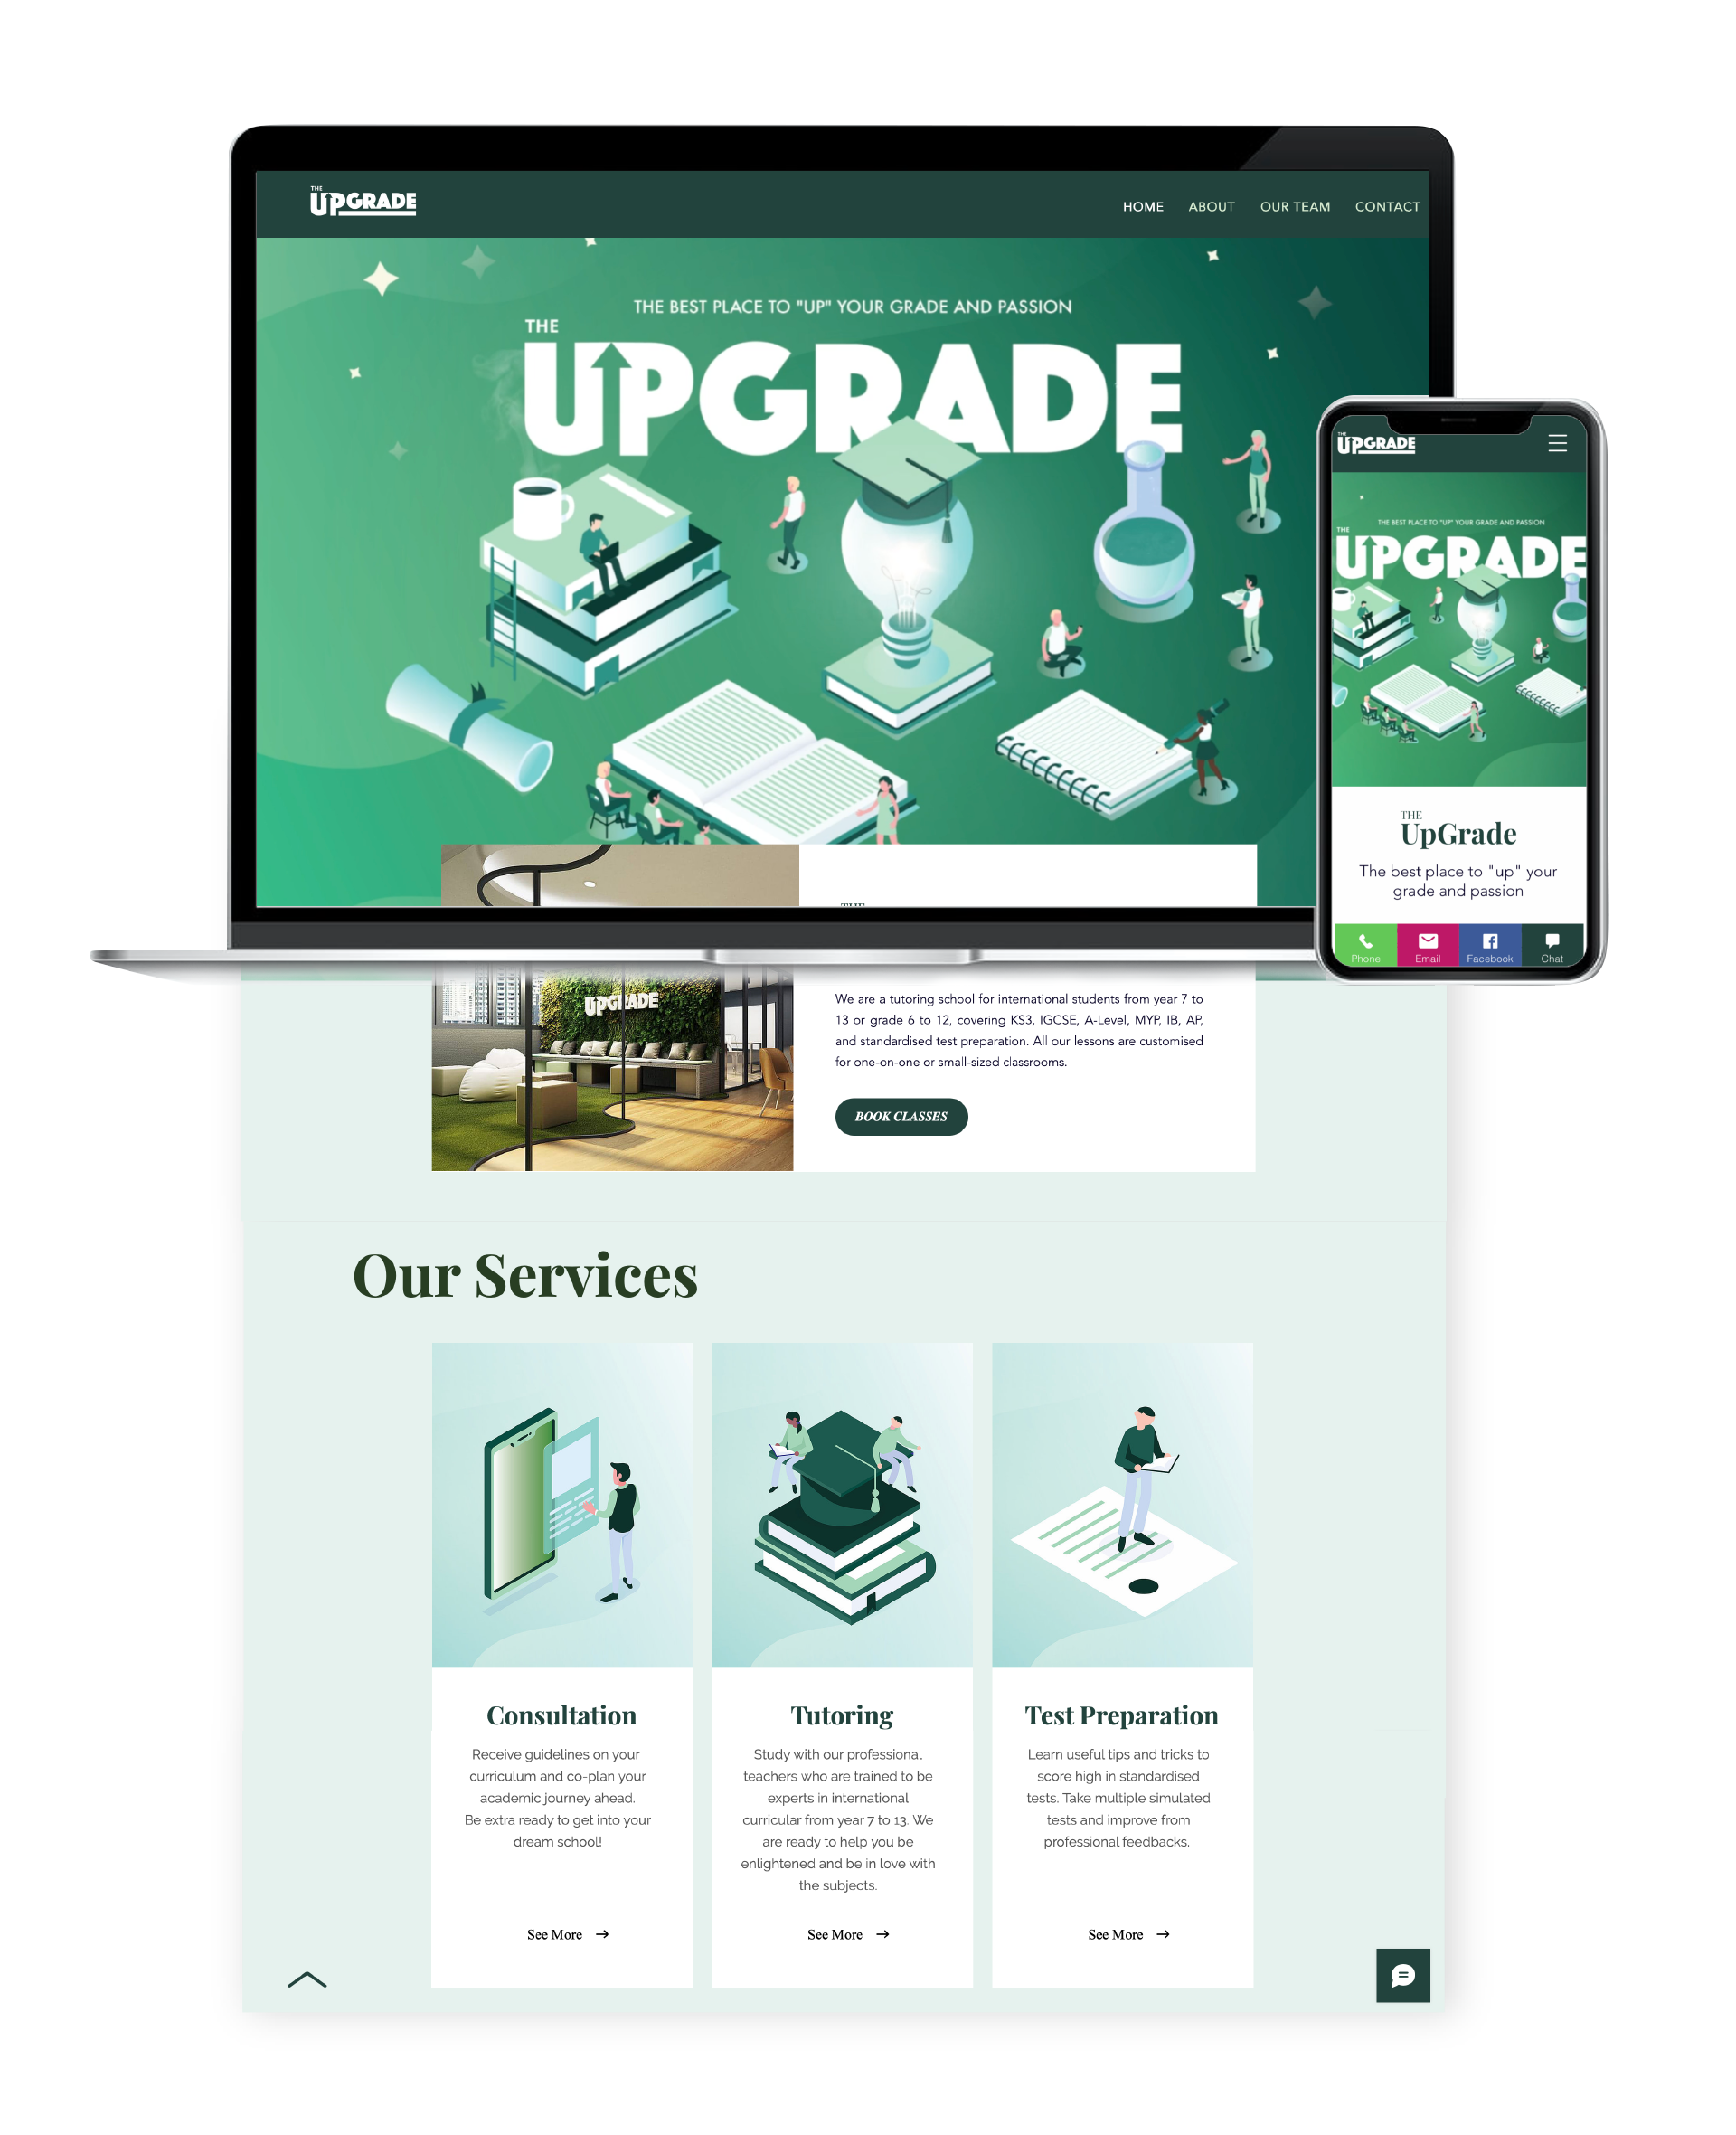 THE
UPGRADE
HOME ABOUT OUR TEAM CONTACT
THE BEST PLACE TO "UP" YOUR GRADE AND PASSION
THE
UPGRADE
THE
THE
UPGRADE
THE BEST PLACE TO "UP" YOUR GRADE AND PASSION
THE
UPGRADE
THE
UpGrade
The best place to "up" your
grade and passion
Phone Email Facebook Chat
UPGRADE
We are a tutoring school for international students from year 7 to
13 or grade 6 to 12, covering KS3, IGCSE, A-Level, MYP, IB, AP,
and standardised test preparation. All our lessons are customised
for one-on-one or small-sized classrooms.
BOOK CLASSES
Our Services
Consultation
Receive guidelines on your
curriculum and co-plan your
academic journey ahead.
Be extra ready to get into your
dream school!
See More →
Tutoring
Study with our professional
teachers who are trained to be
experts in international
curricular from year 7 to 13. We
are ready to help you be
enlightened and be in love with
the subjects.
See More →
Test Preparation
Learn useful tips and tricks to
score high in standardised
tests. Take multiple simulated
tests and improve from
professional feedbacks.
See More →